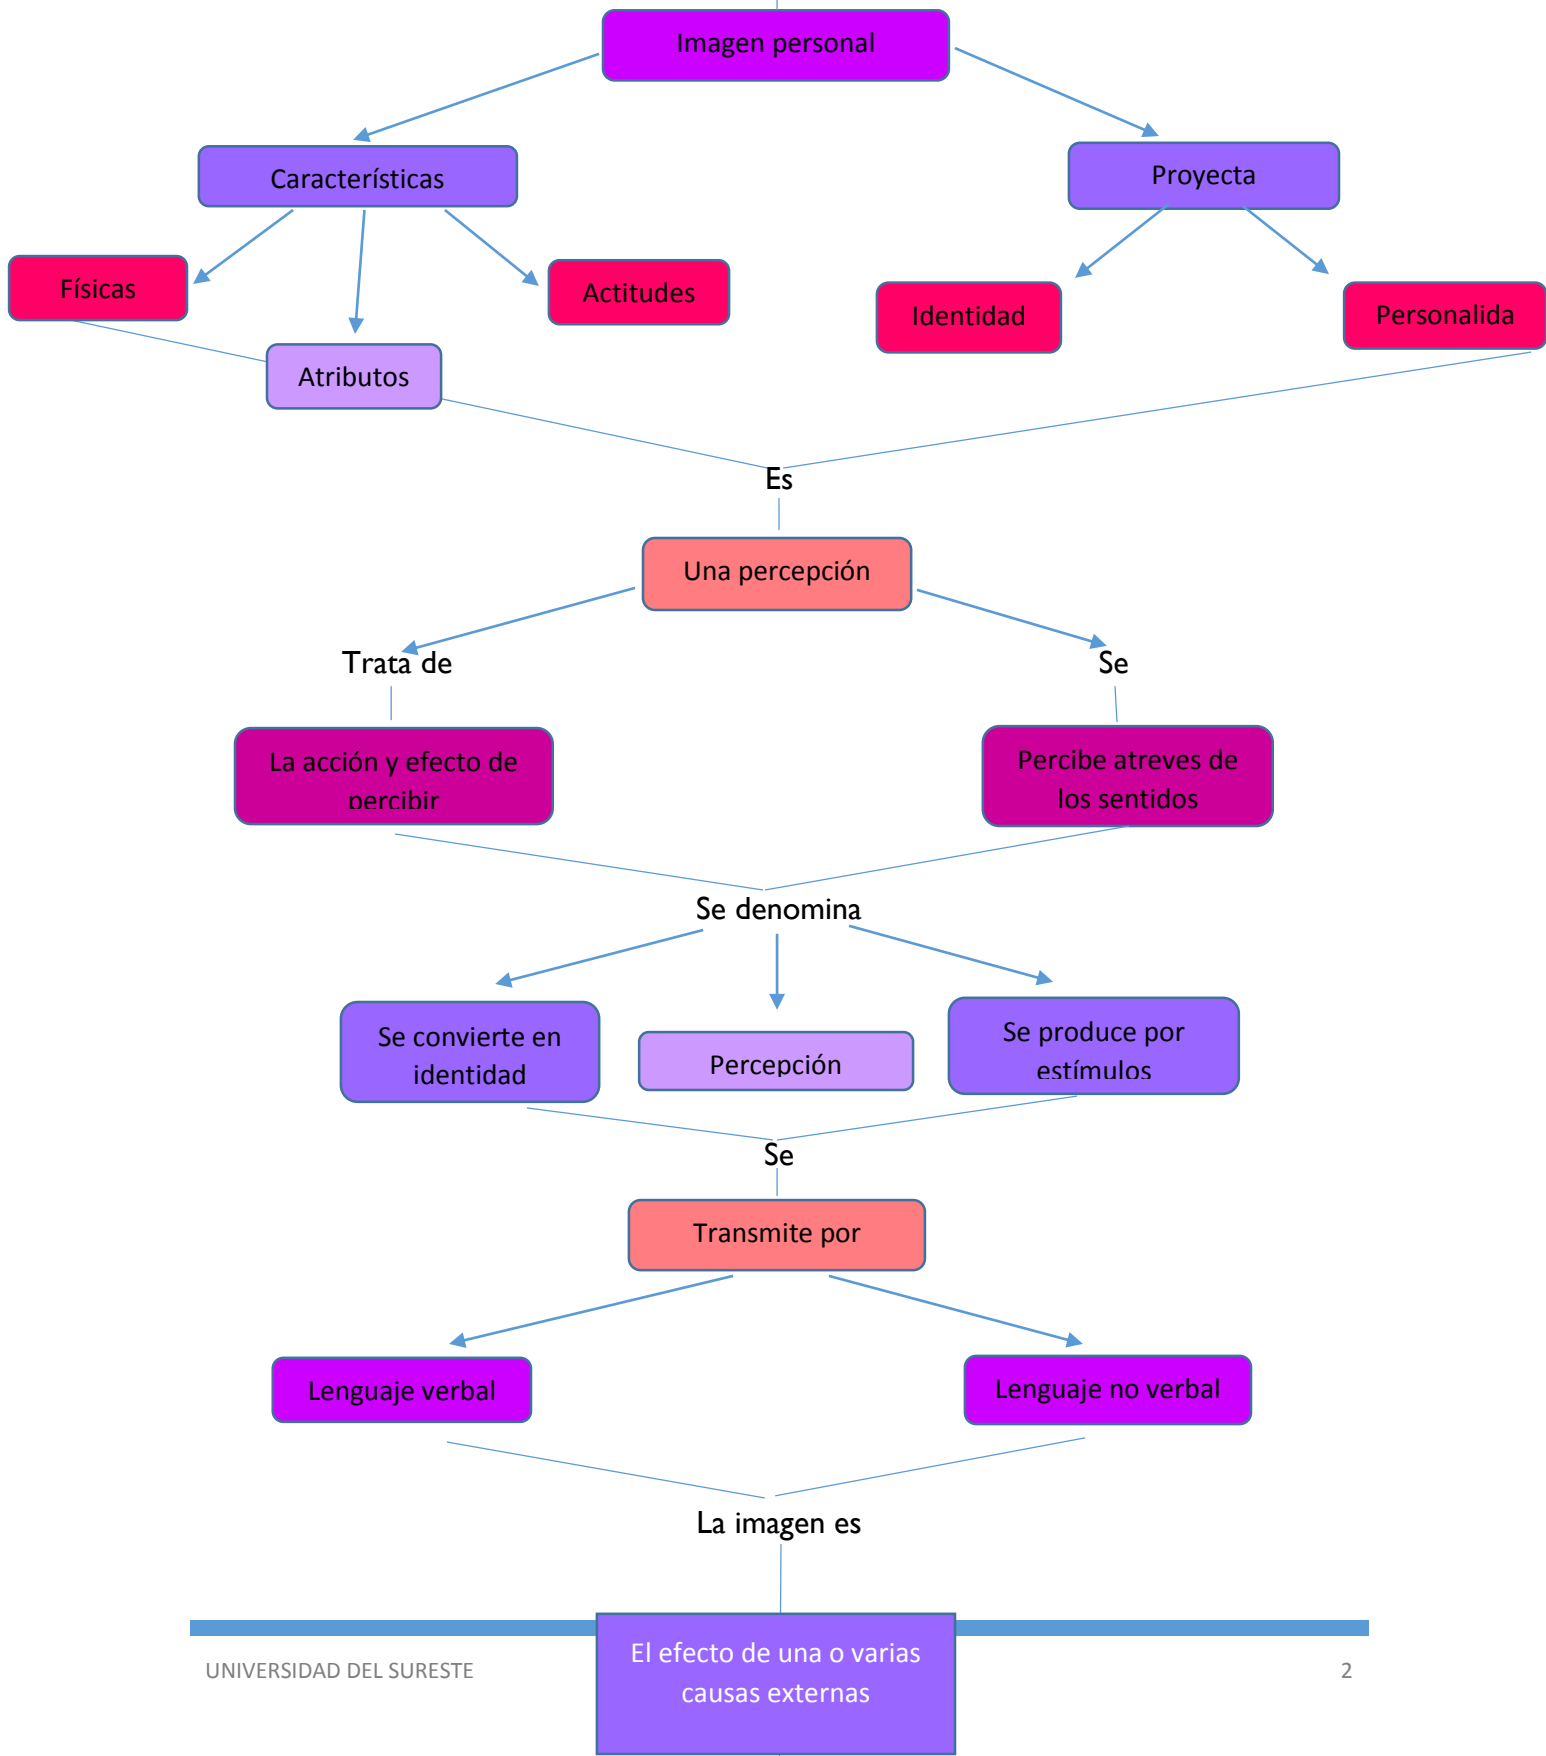 Imagen personal
Características
Proyecta
Físicas
Actitudes
Identidad
Personalida
Atributos
Es
Una percepción
Trata de
Se
La acción y efecto de
percibir
Percibe atreves de
los sentidos
Se denomina
Se convierte en
identidad
Percepción
Se produce por
estímulos
Se
Transmite por
Lenguaje verbal
Lenguaje no verbal
La imagen es
El efecto de una o varias
causas externas
UNIVERSIDAD DEL SURESTE
2